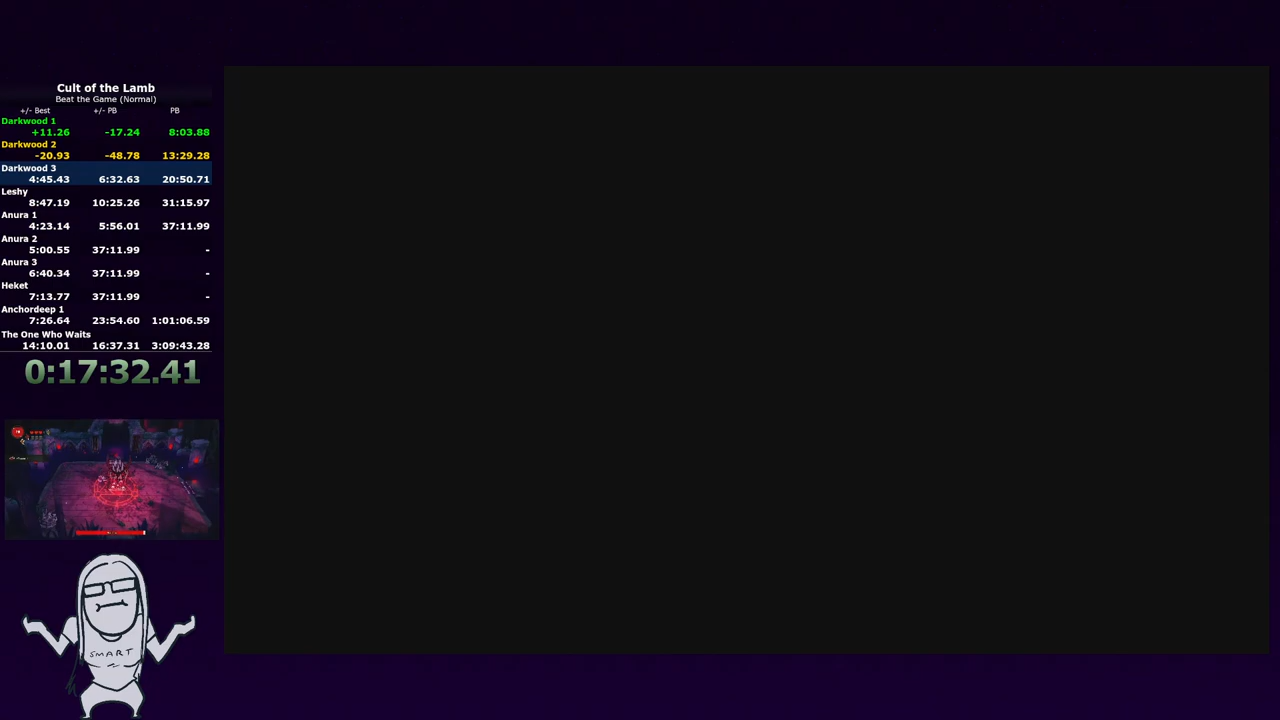 Cult of the Lamb
Beat the Game (Normal)
+/- Best +/- PB PB
Darkwood 1
+11.26 -17.24 8:03.88
Darkwood 2
-20.93 -48.78 13:29.28
Darkwood 3
4:45.43 6:32.63 20:50.71
Leshy
8:47.19 10:25.26 31:15.97
Anura 1
4:23.14 5:56.01 37:11.99
Anura 2
5:00.55 37:11.99 -
Anura 3
6:40.34 37:11.99 -
Heket
7:13.77 37:11.99 -
Anchordeep 1
7:26.64 23:54.60 1:01:06.59
The One Who Waits
14:10.01 16:37.31 3:09:43.28
0:17:32.41
SMART